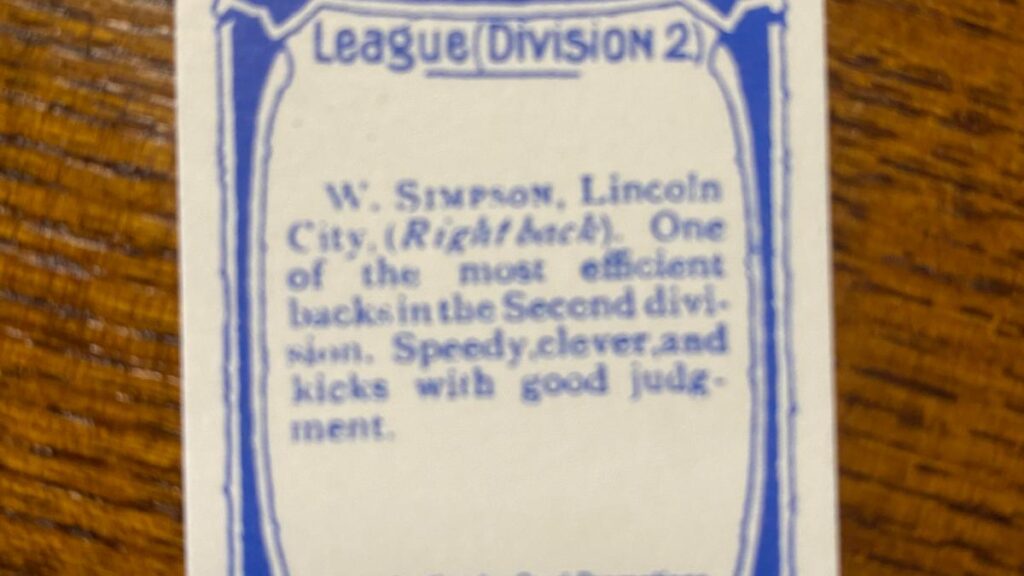 League (Division 2)
W. SIMPSON, Lincoln
City, (Right back). One
of the most efficient
backs in the Second divi-
sion. Speedy, clever, and
kicks with good judg-
ment.